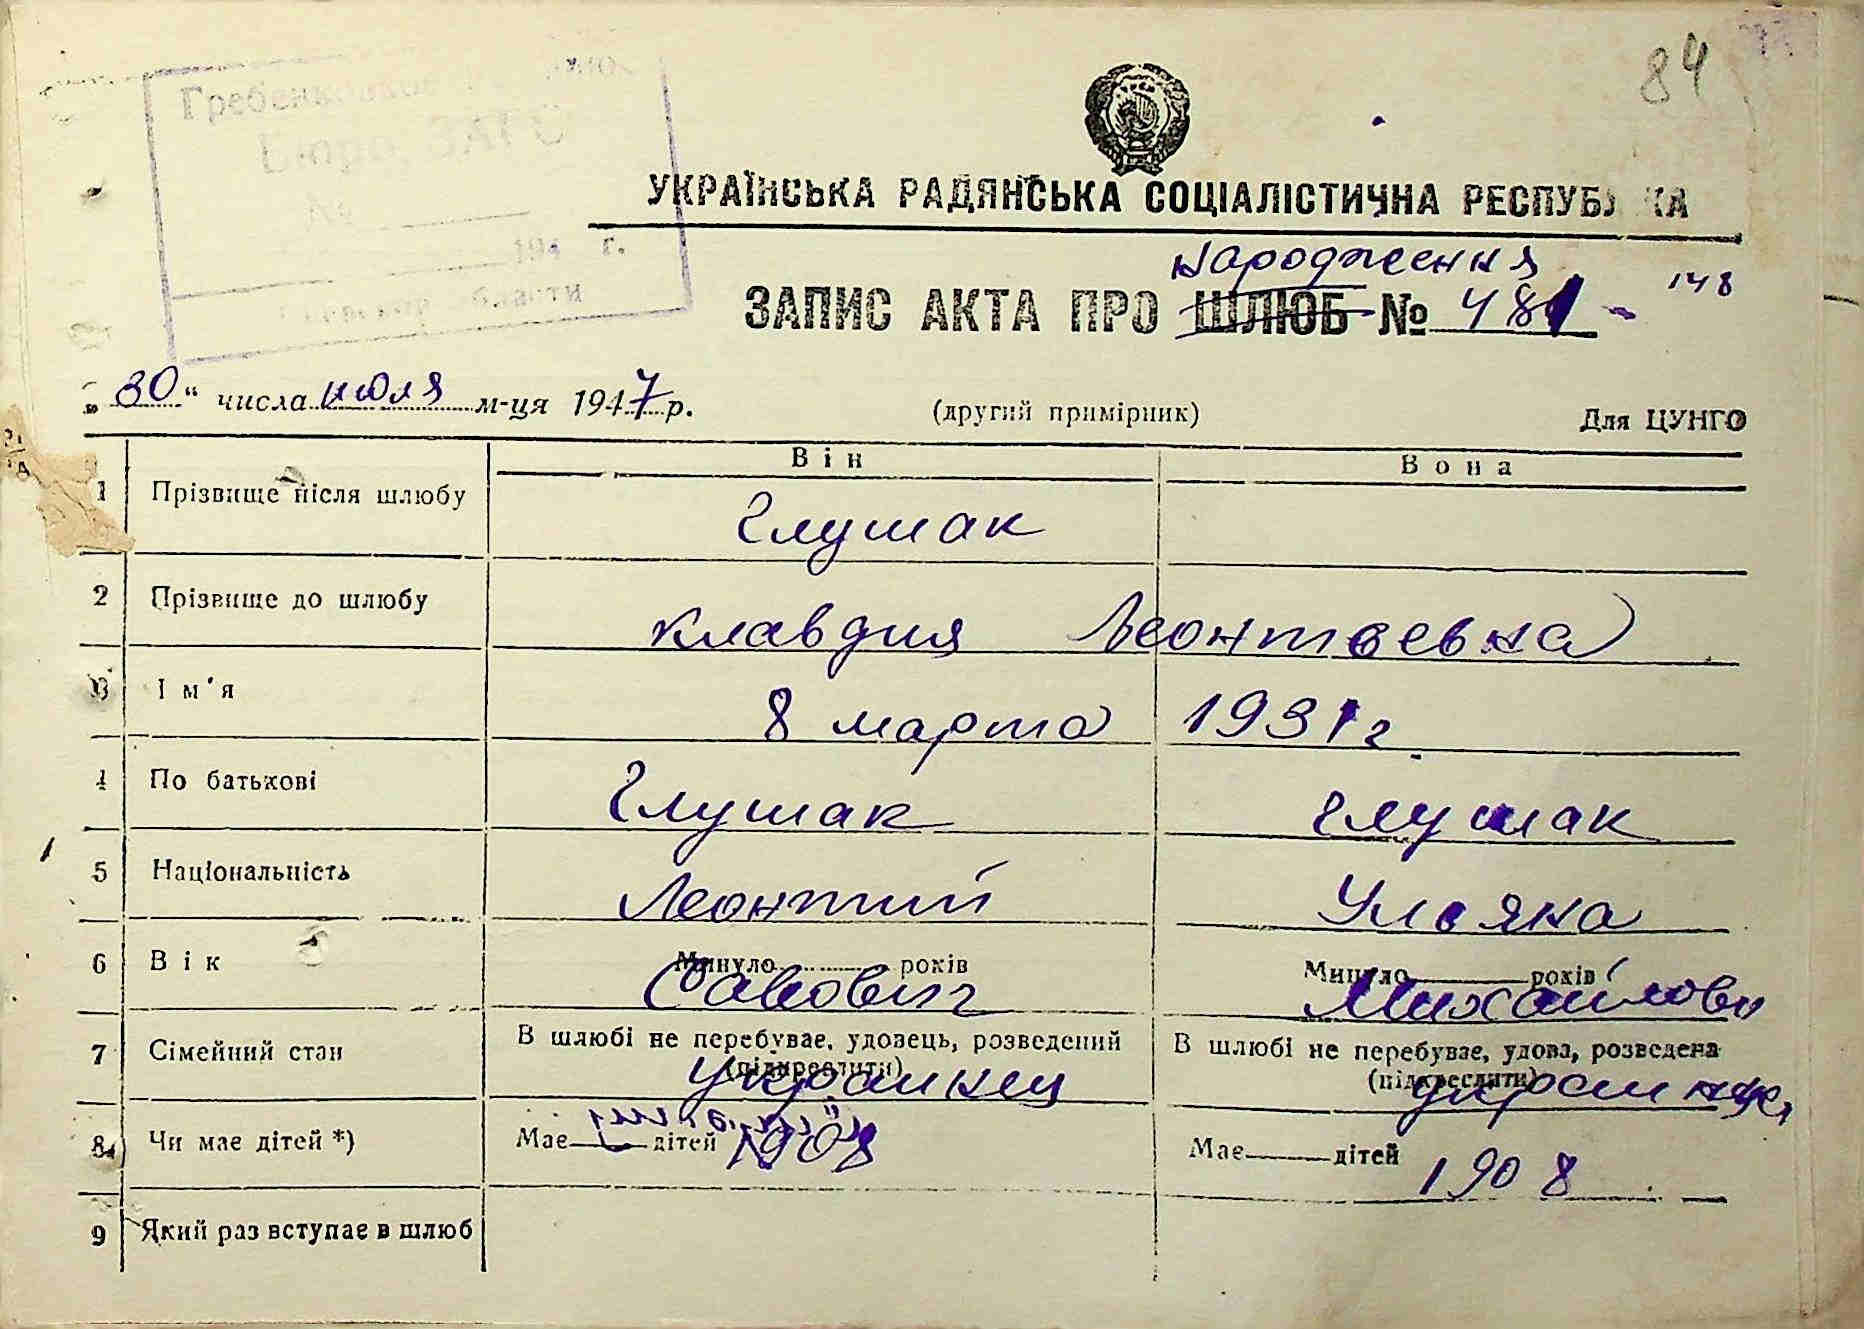 84
Бюро ЗАГС
№
194 г.
области
УКРАЇНСЬКА РАДЯНСЬКА СОЦІАЛІСТИЧНА РЕСПУБЛІКА
народження
ЗАПИС АКТА ПРО ШЛЮБ № 481 - 148
„30“ числа июля м-ця 1947 р.
(другий примірник)
Для ЦУНГО
Він Вона
1 Прізвище після шлюбу Глушак
2 Прізвище до шлюбу Клавдия Леонтьевна
3 Ім'я 8 марта 1931 г.
4 По батькові Глушак Глушак
5 Національність Леонтий Ульяна
6 Вік Минуло років Савович Минуло років Михайловн
7 Сімейний стан В шлюбі не перебуває, удовець, розведений (підкреслити) украинец В шлюбі не перебуває, удова, розведена (підкреслити) украинка
8 Чи має дітей *) Має дітей 1908 Має дітей 1908
9 Який раз вступає в шлюб